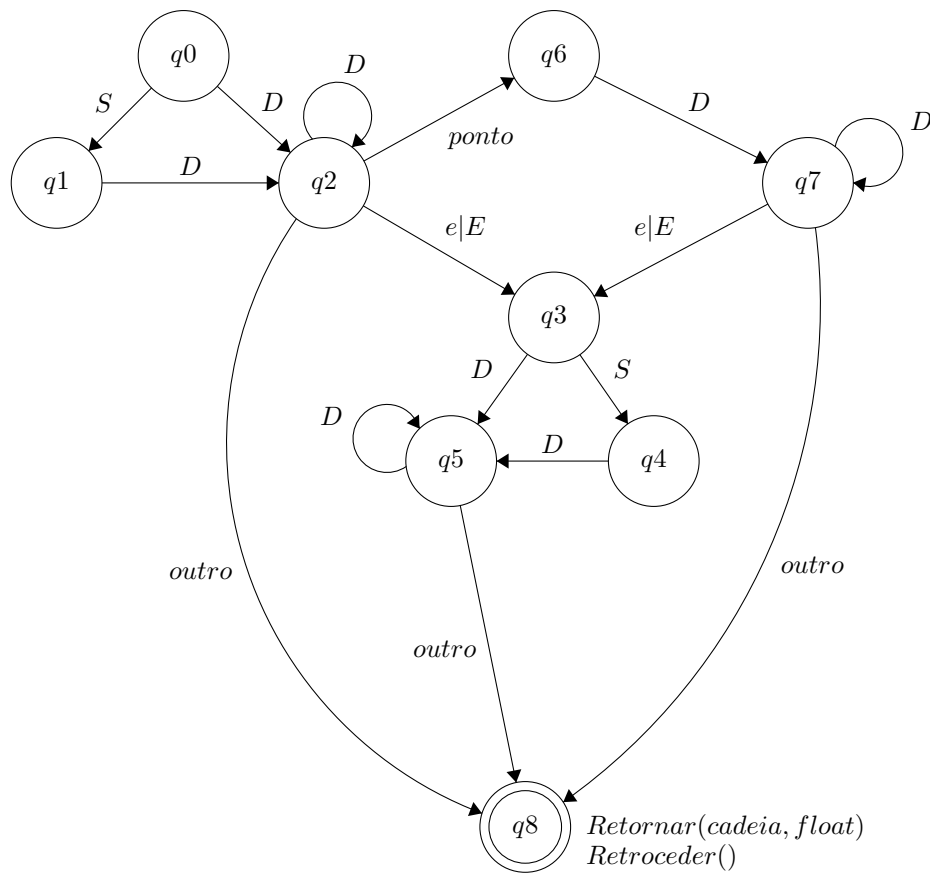 q0
q6
D
S
D
D
ponto
D
D
q1
q2
q7
e|E
e|E
q3
D
S
D
q5
D
q4
outro
outro
outro
q8
Retornar(cadeia, float)
Retroceder()